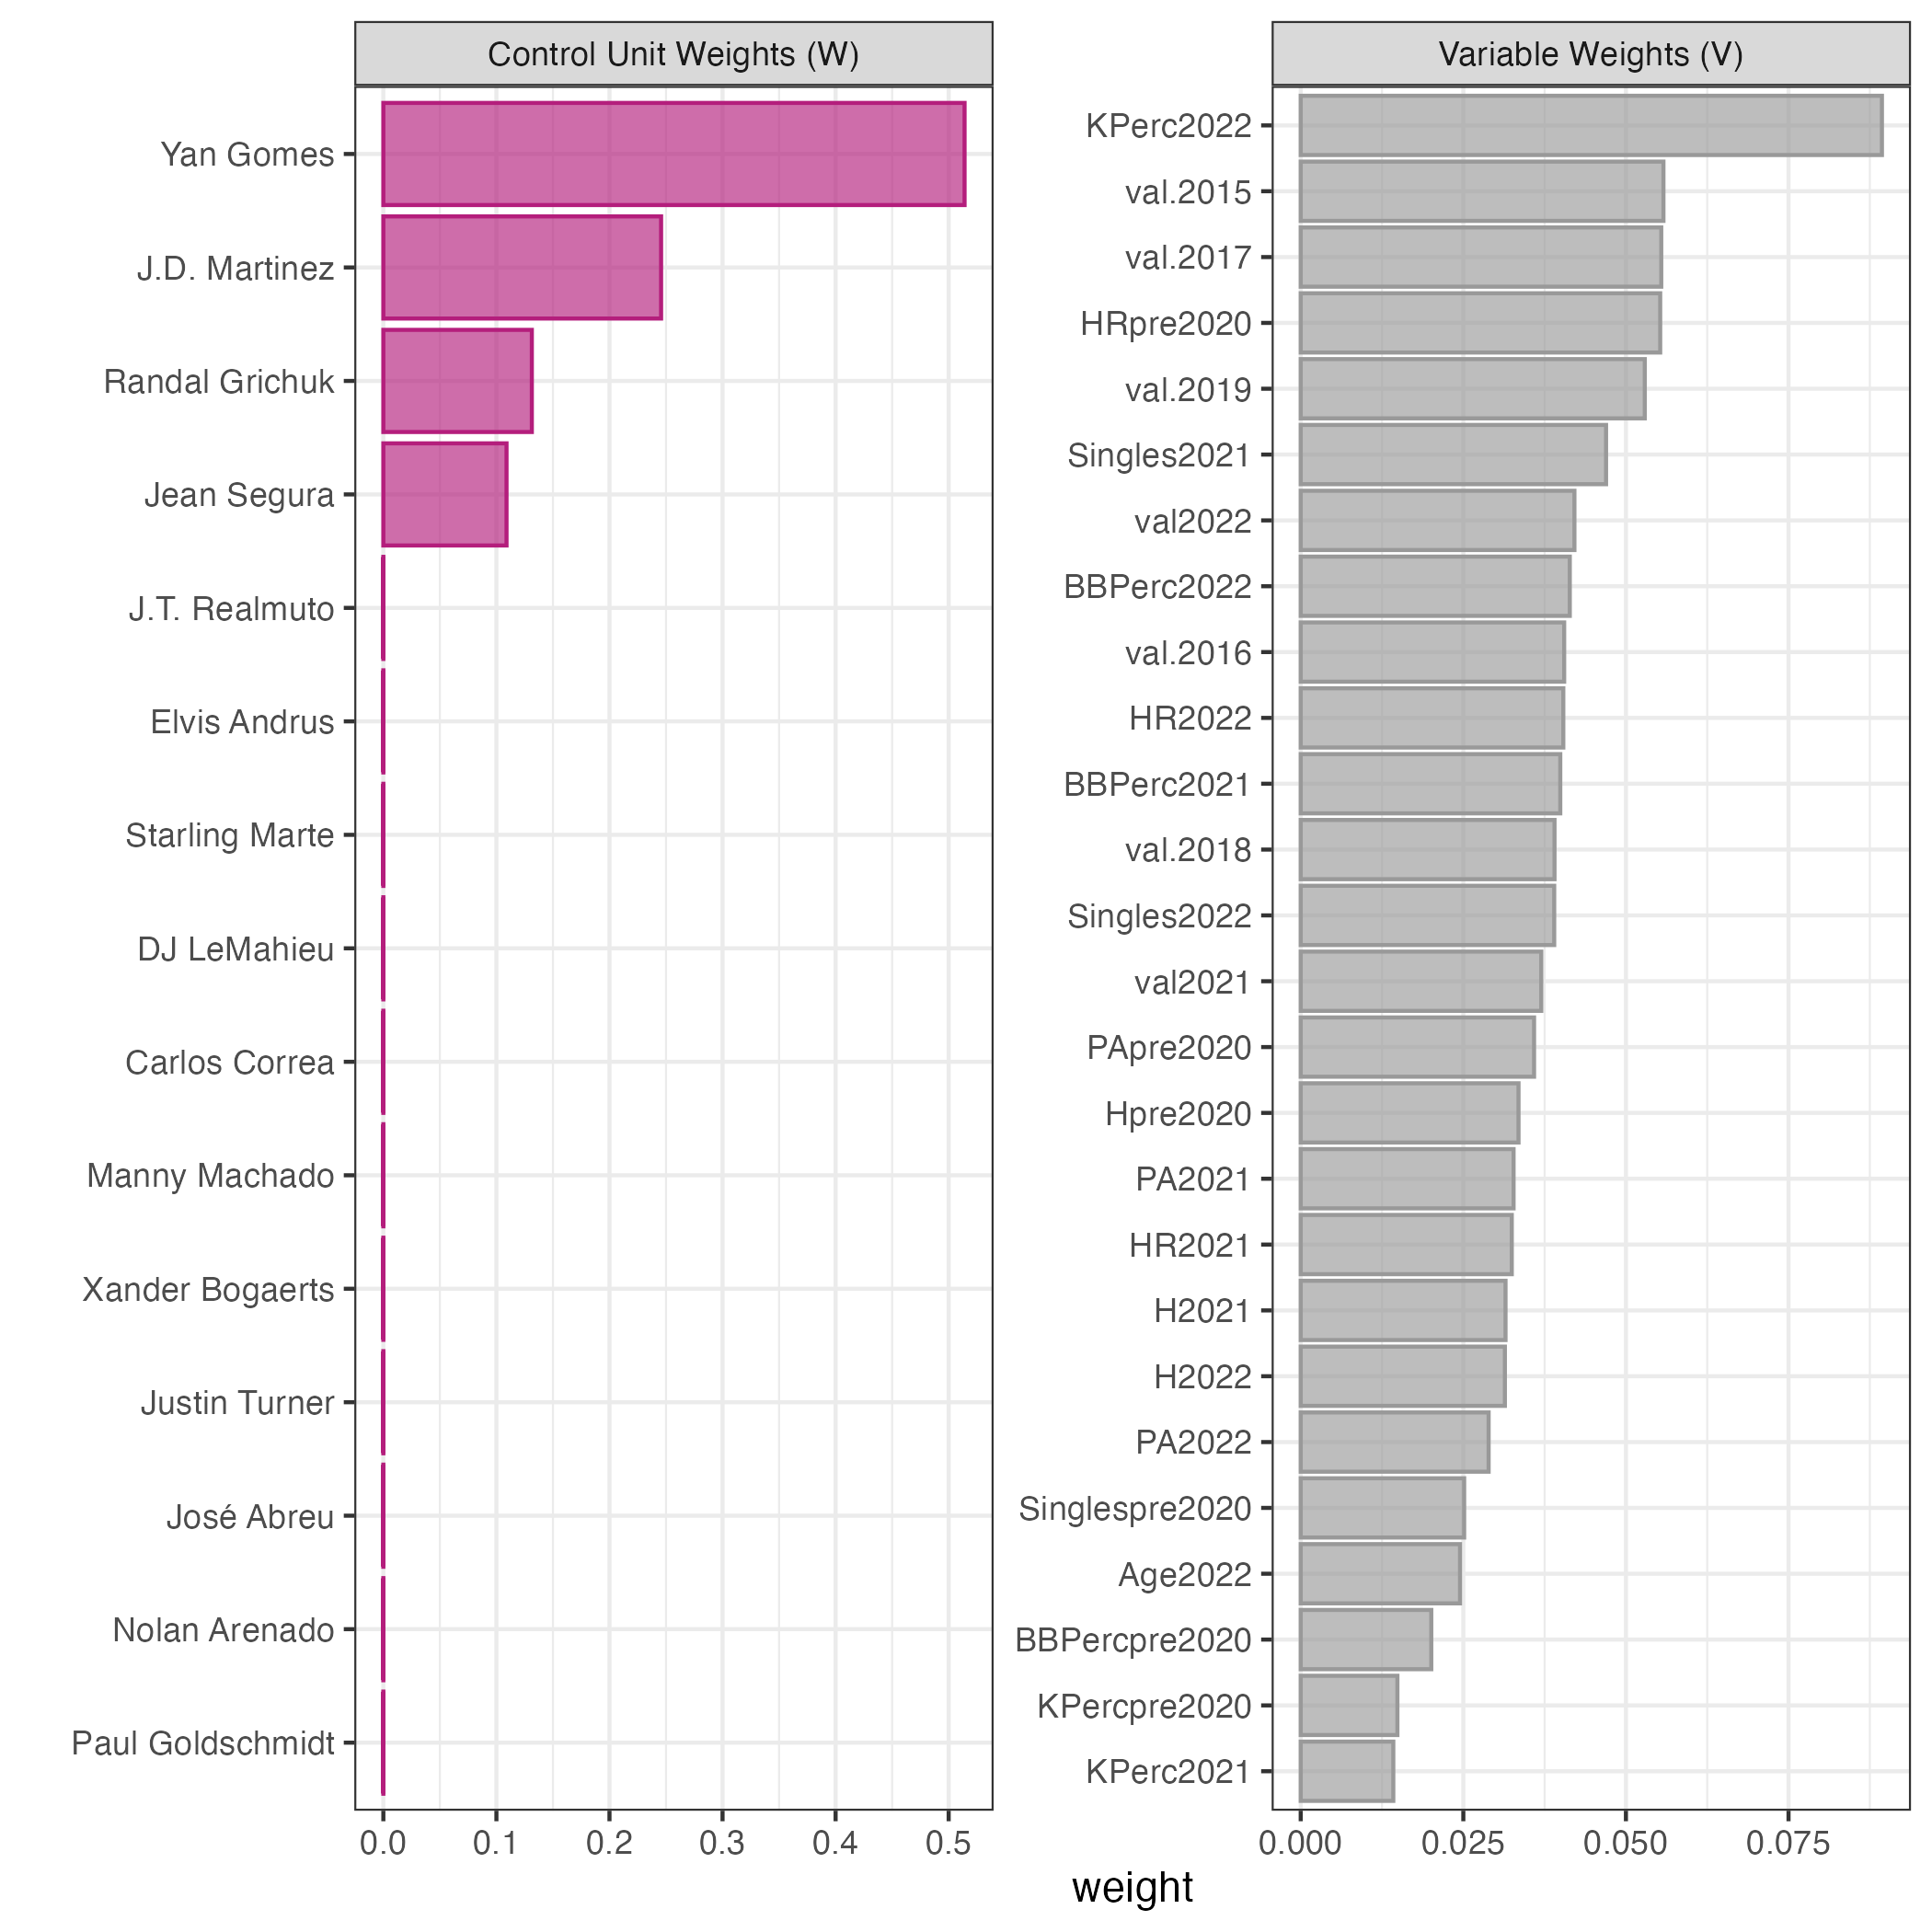 Control Unit Weights (W)
Yan Gomes
J.D. Martinez
Randal Grichuk
Jean Segura
J.T. Realmuto
Elvis Andrus
Starling Marte
DJ LeMahieu
Carlos Correa
Manny Machado
Xander Bogaerts
Justin Turner
José Abreu
Nolan Arenado
Paul Goldschmidt
0.0 0.1 0.2 0.3 0.4 0.5
Variable Weights (V)
KPerc2022
val.2015
val.2017
HRpre2020
val.2019
Singles2021
val2022
BBPerc2022
val.2016
HR2022
BBPerc2021
val.2018
Singles2022
val2021
PApre2020
Hpre2020
PA2021
HR2021
H2021
H2022
PA2022
Singlespre2020
Age2022
BBPercpre2020
KPercpre2020
KPerc2021
0.000 0.025 0.050 0.075
weight